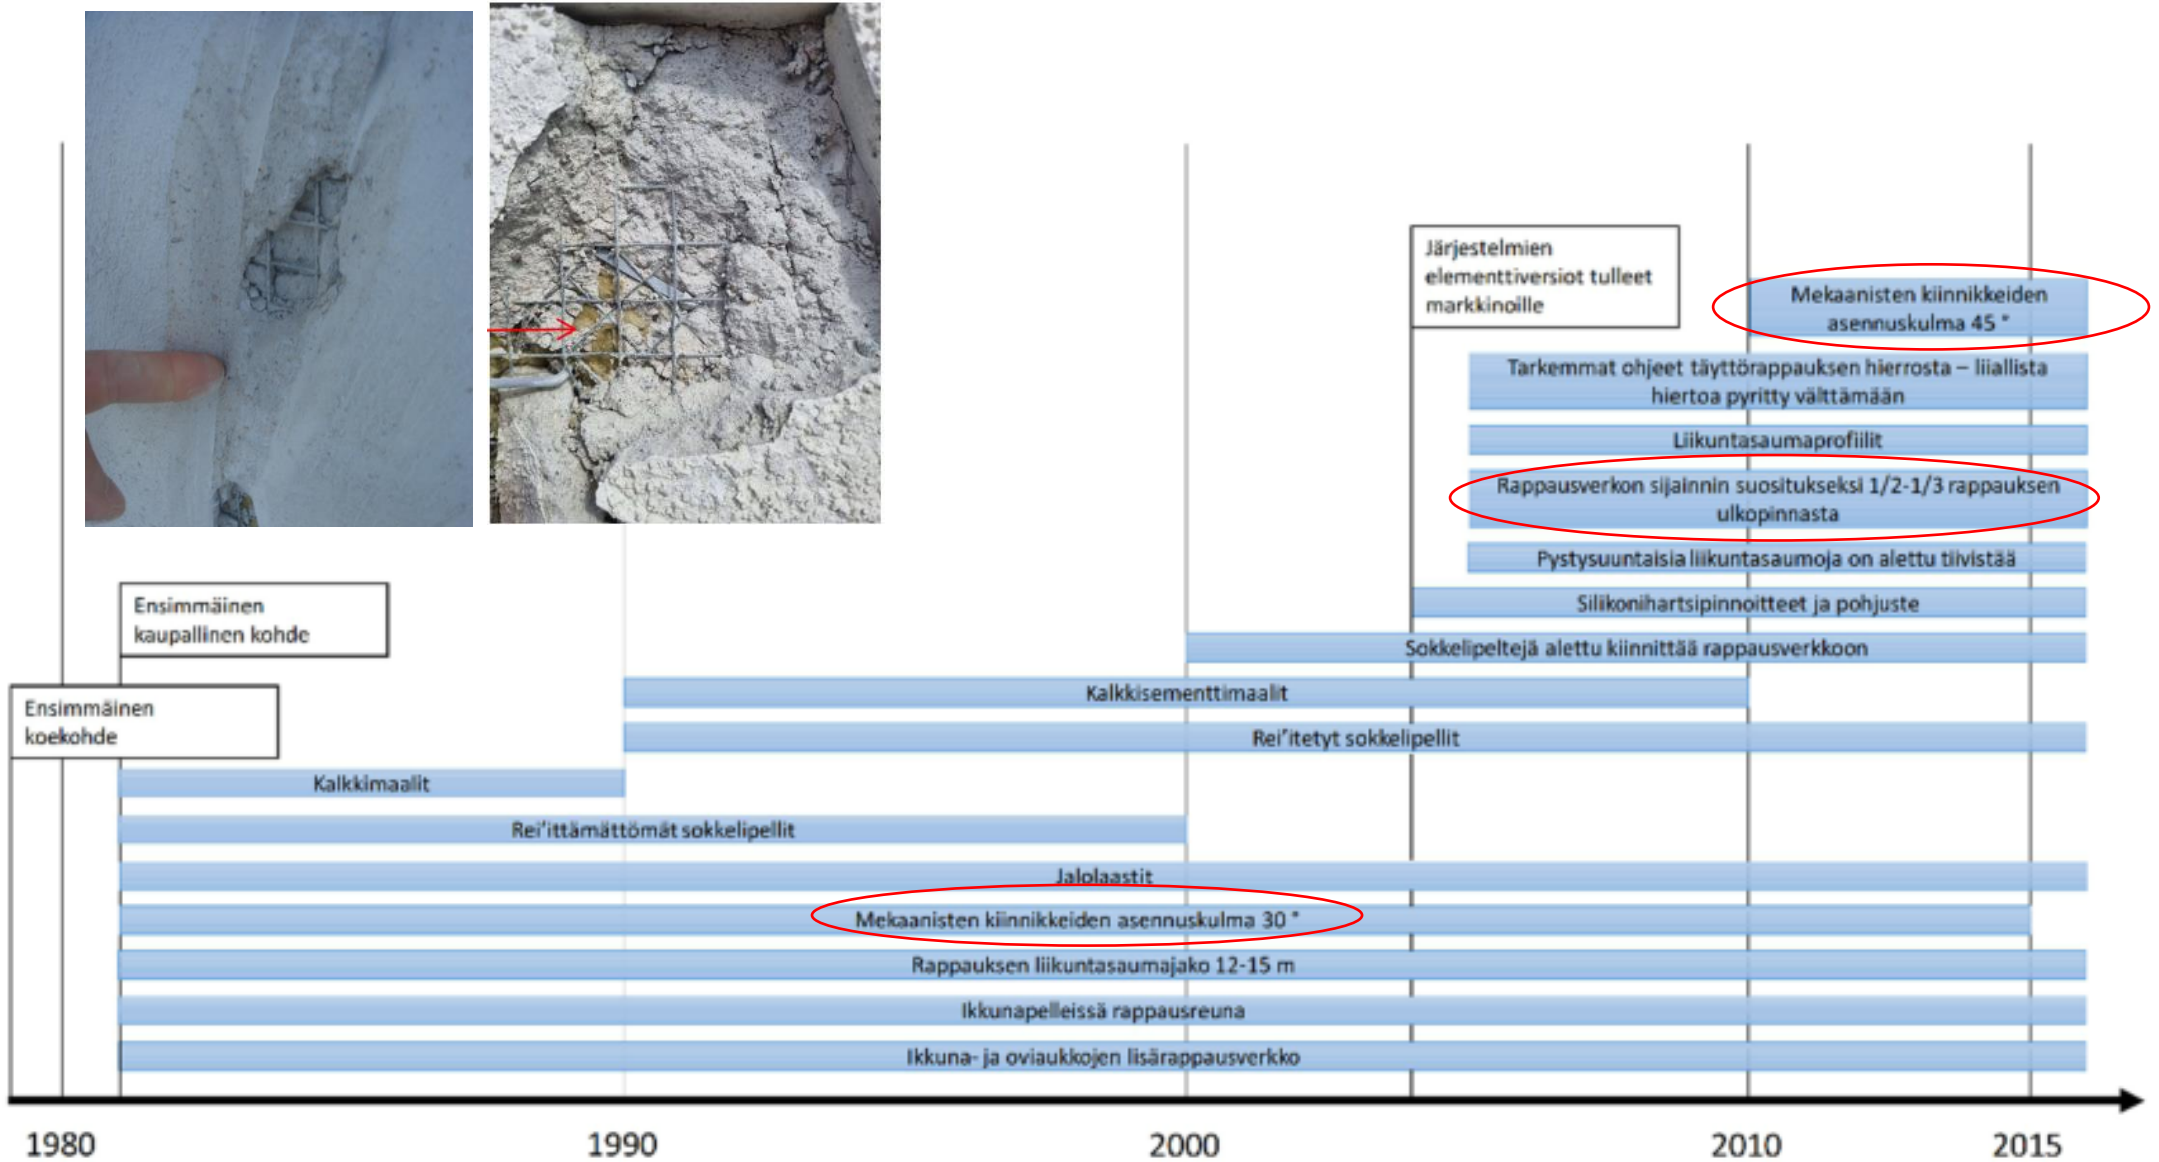 Järjestelmien
elementtiversiot tulleet
markkinoille
Mekaanisten kiinnikkeiden
asennuskulma 45 °
Tarkemmat ohjeet täyttörappauksen hierrosta – liiallista
hiertoa pyritty välttämään
Liikuntasaumaprofiilit
Rappausverkon sijainnin suositukseksi 1/2-1/3 rappauksen
ulkopinnasta
Pystysuuntaisia liikuntasaumoja on alettu tiivistää
Silikonihartsipinnoitteet ja pohjuste
Sokkelipeltejä alettu kiinnittää rappausverkkoon
Ensimmäinen
kaupallinen kohde
Kalkkisementtimaalit
Ensimmäinen
koekohde
Rei'itetyt sokkelipellit
Kalkkimaalit
Rei'ittämättömät sokkelipellit
Jalolaastit
Mekaanisten kiinnikkeiden asennuskulma 30 °
Rappauksen liikuntasaumajako 12-15 m
Ikkunapelleissä rappausreuna
Ikkuna- ja oviaukkojen lisärappausverkko
1980 1990 2000 2010 2015